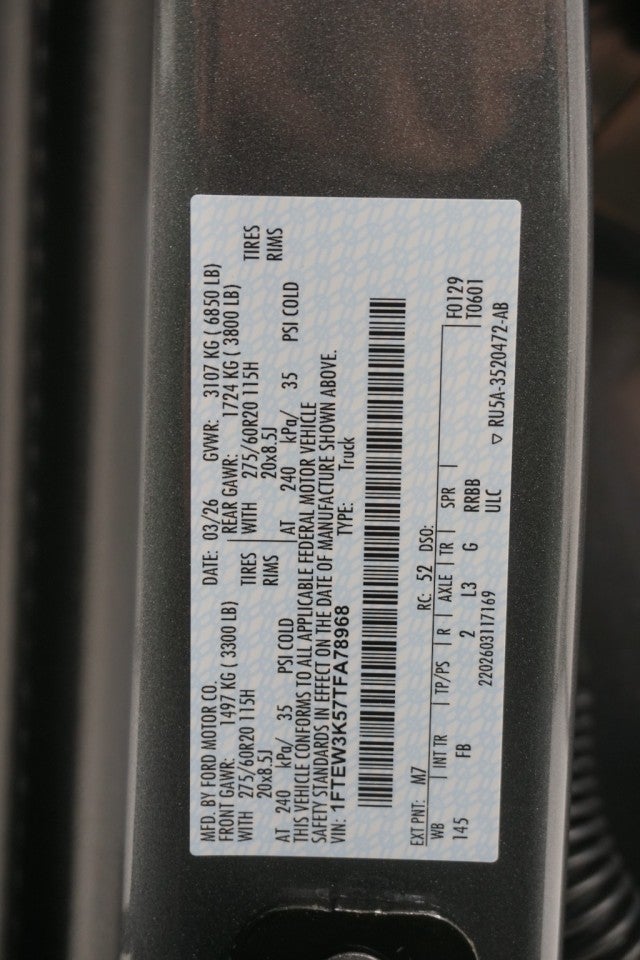 MFD. BY FORD MOTOR CO.
DATE: 03/26 GVWR: 3107 KG ( 6850 LB)
FRONT GAWR: 1497 KG ( 3300 LB) REAR GAWR: 1724 KG ( 3800 LB)
WITH 275/60R20 115H TIRES WITH 275/60R20 115H TIRES
20x8.5J RIMS 20x8.5J RIMS
AT 240 kPa/ 35 PSI COLD AT 240 kPa/ 35 PSI COLD
THIS VEHICLE CONFORMS TO ALL APPLICABLE FEDERAL MOTOR VEHICLE
SAFETY STANDARDS IN EFFECT ON THE DATE OF MANUFACTURE SHOWN ABOVE.
VIN: 1FTEW3K57TFA78968 TYPE: Truck
EXT PNT: M7 RC: 52 DSO:
WB INT TR TP/PS R AXLE TR SPR F0129
145 FB 2 L3 G RRBB T0601
2202603117169 ULC
▽ RU5A-3520472-AB